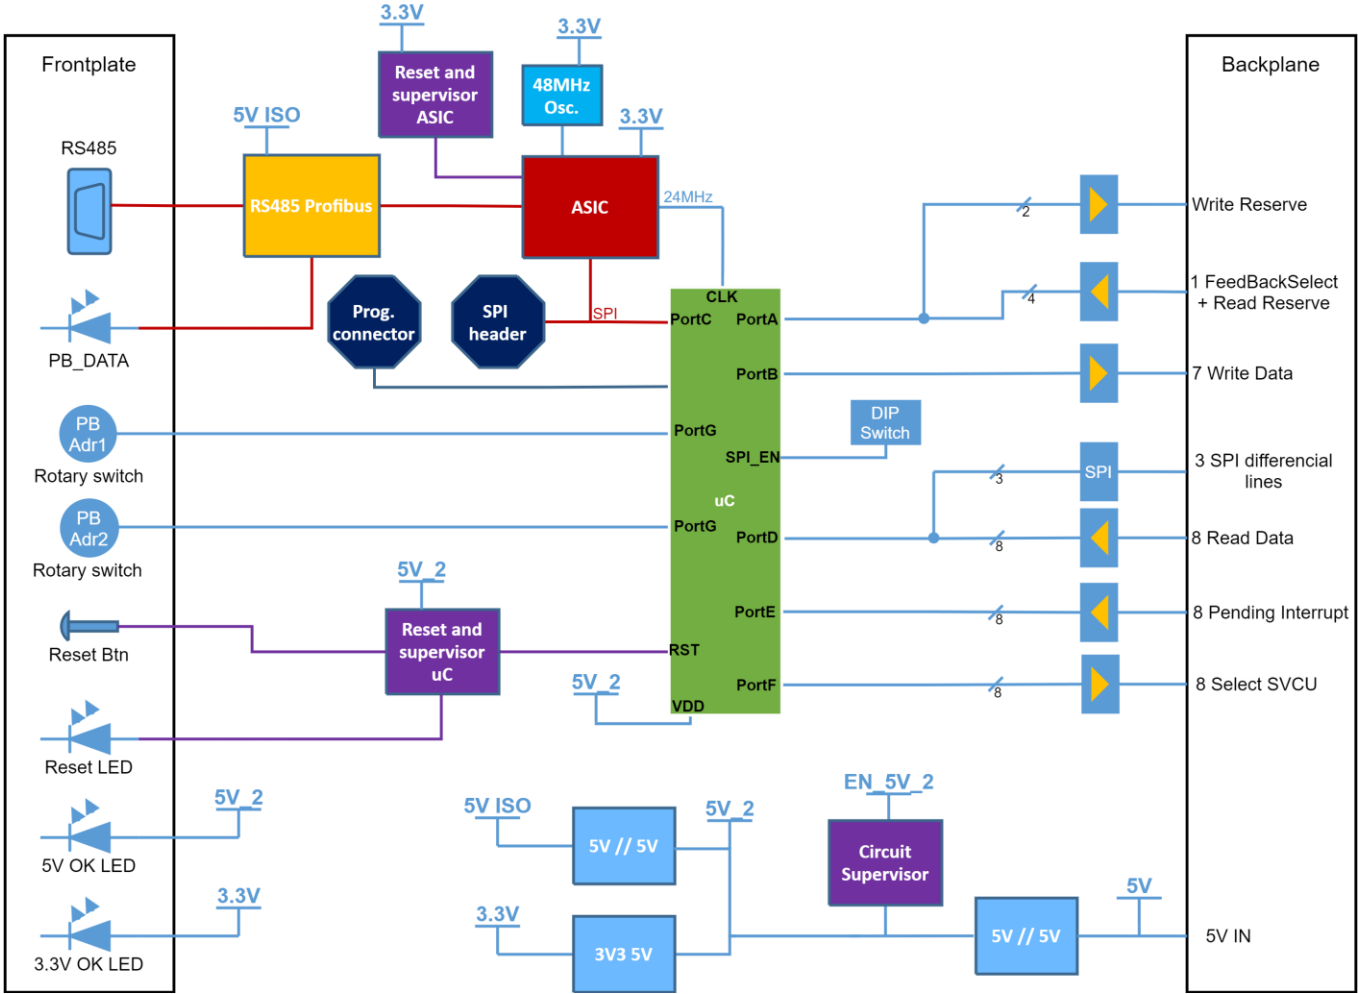 3.3V
3.3V
Frontplate
Reset and
supervisor
ASIC
48MHz
Osc.
Backplane
5V ISO
3.3V
RS485
RS485 Profibus
ASIC
24MHz
2
Write Reserve
CLK
4
1 FeedBackSelect
+ Read Reserve
Prog.
connector
SPI
header
SPI
PortC
PortA
PB_DATA
PortB
7 Write Data
DIP
Switch
PB
Adr1
Rotary switch
PortG
SPI_EN
3
SPI
3 SPI differencial
lines
uC
PB
Adr2
Rotary switch
PortG
PortD
8
8 Read Data
5V_2
PortE
8
8 Pending Interrupt
Reset Btn
Reset and
supervisor
uC
RST
5V_2
VDD
PortF
8
8 Select SVCU
Reset LED
5V_2
5V OK LED
5V ISO
5V // 5V
5V_2
EN_5V_2
Circuit
Supervisor
5V
3.3V
3.3V OK LED
3.3V
3V3 5V
5V // 5V
5V IN